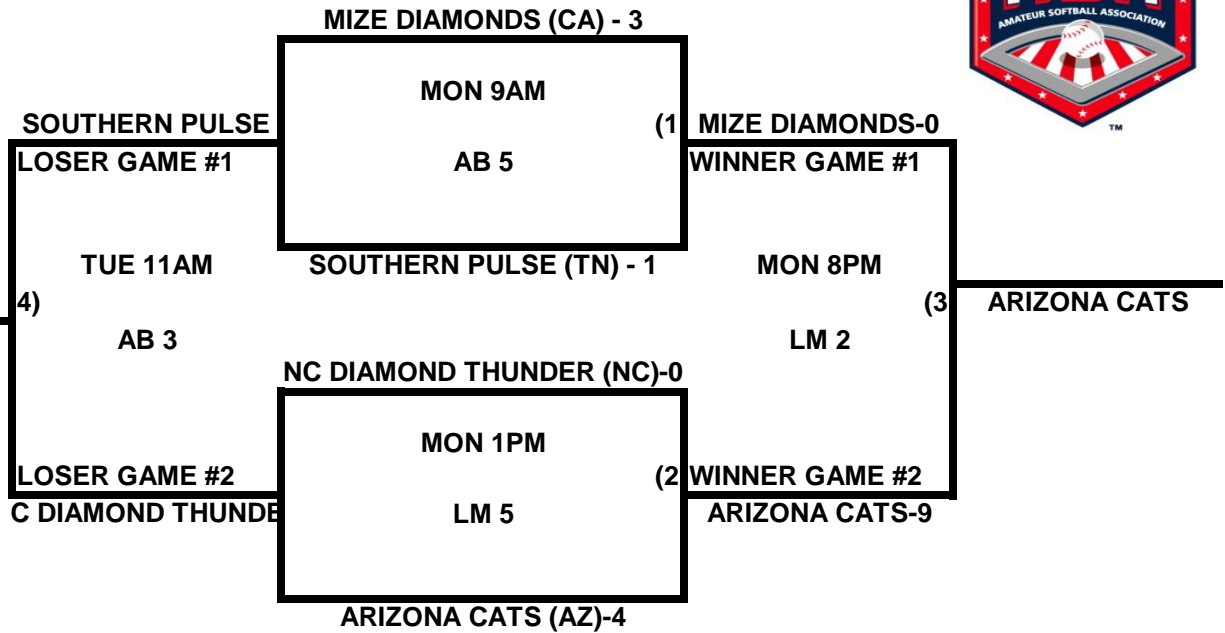 MIZE DIAMONDS (CA) - 3
AMATEUR SOFTBALL ASSOCIATION
TM
MON 9AM
SOUTHERN PULSE
(1
MIZE DIAMONDS-0
LOSER GAME #1
AB 5
WINNER GAME #1
TUE 11AM
SOUTHERN PULSE (TN) - 1
MON 8PM
4)
(3
ARIZONA CATS
AB 3
LM 2
NC DIAMOND THUNDER (NC)-0
MON 1PM
LOSER GAME #2
(2
WINNER GAME #2
C DIAMOND THUNDE
LM 5
ARIZONA CATS-9
ARIZONA CATS (AZ)-4